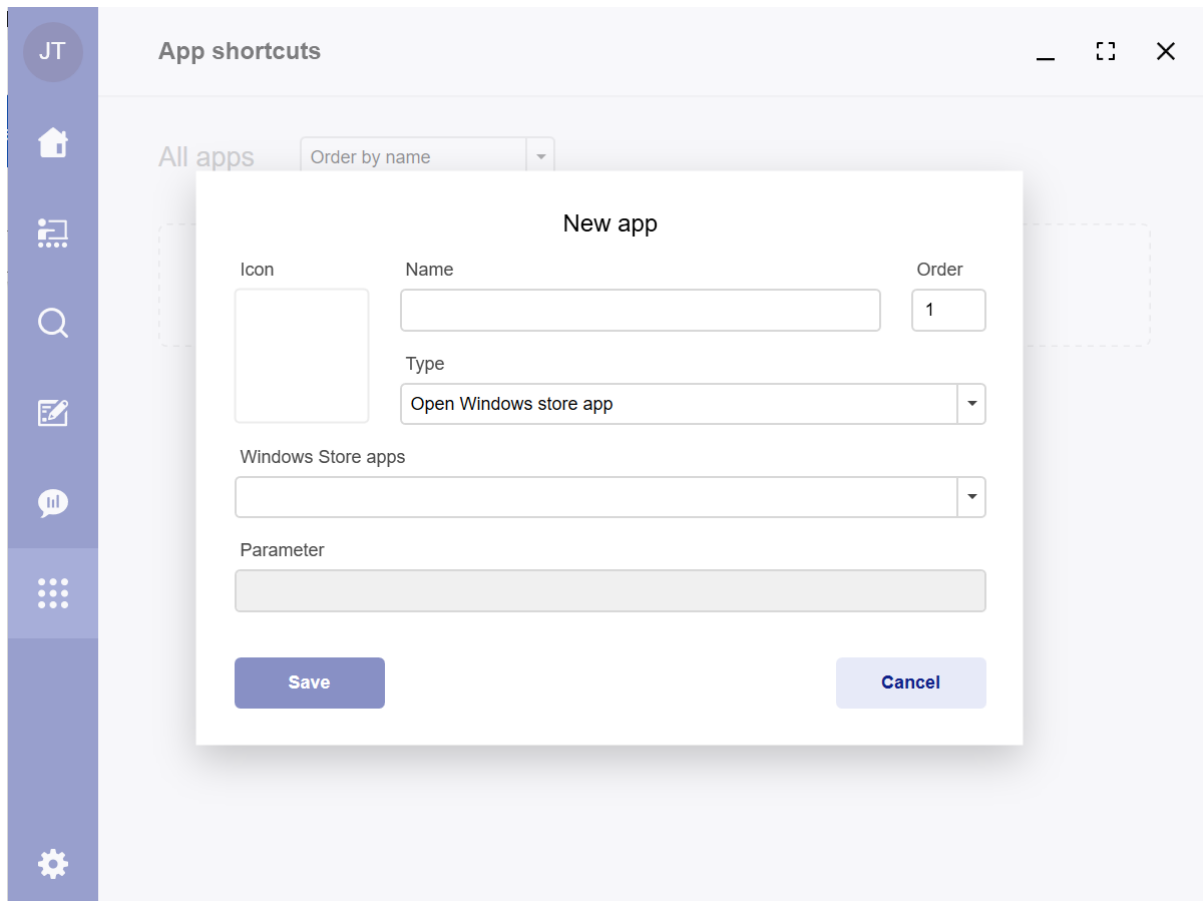 JT
App shortcuts
All apps
Order by name
New app
Icon
Name
Order
1
Type
Open Windows store app
Windows Store apps
Parameter
Save
Cancel